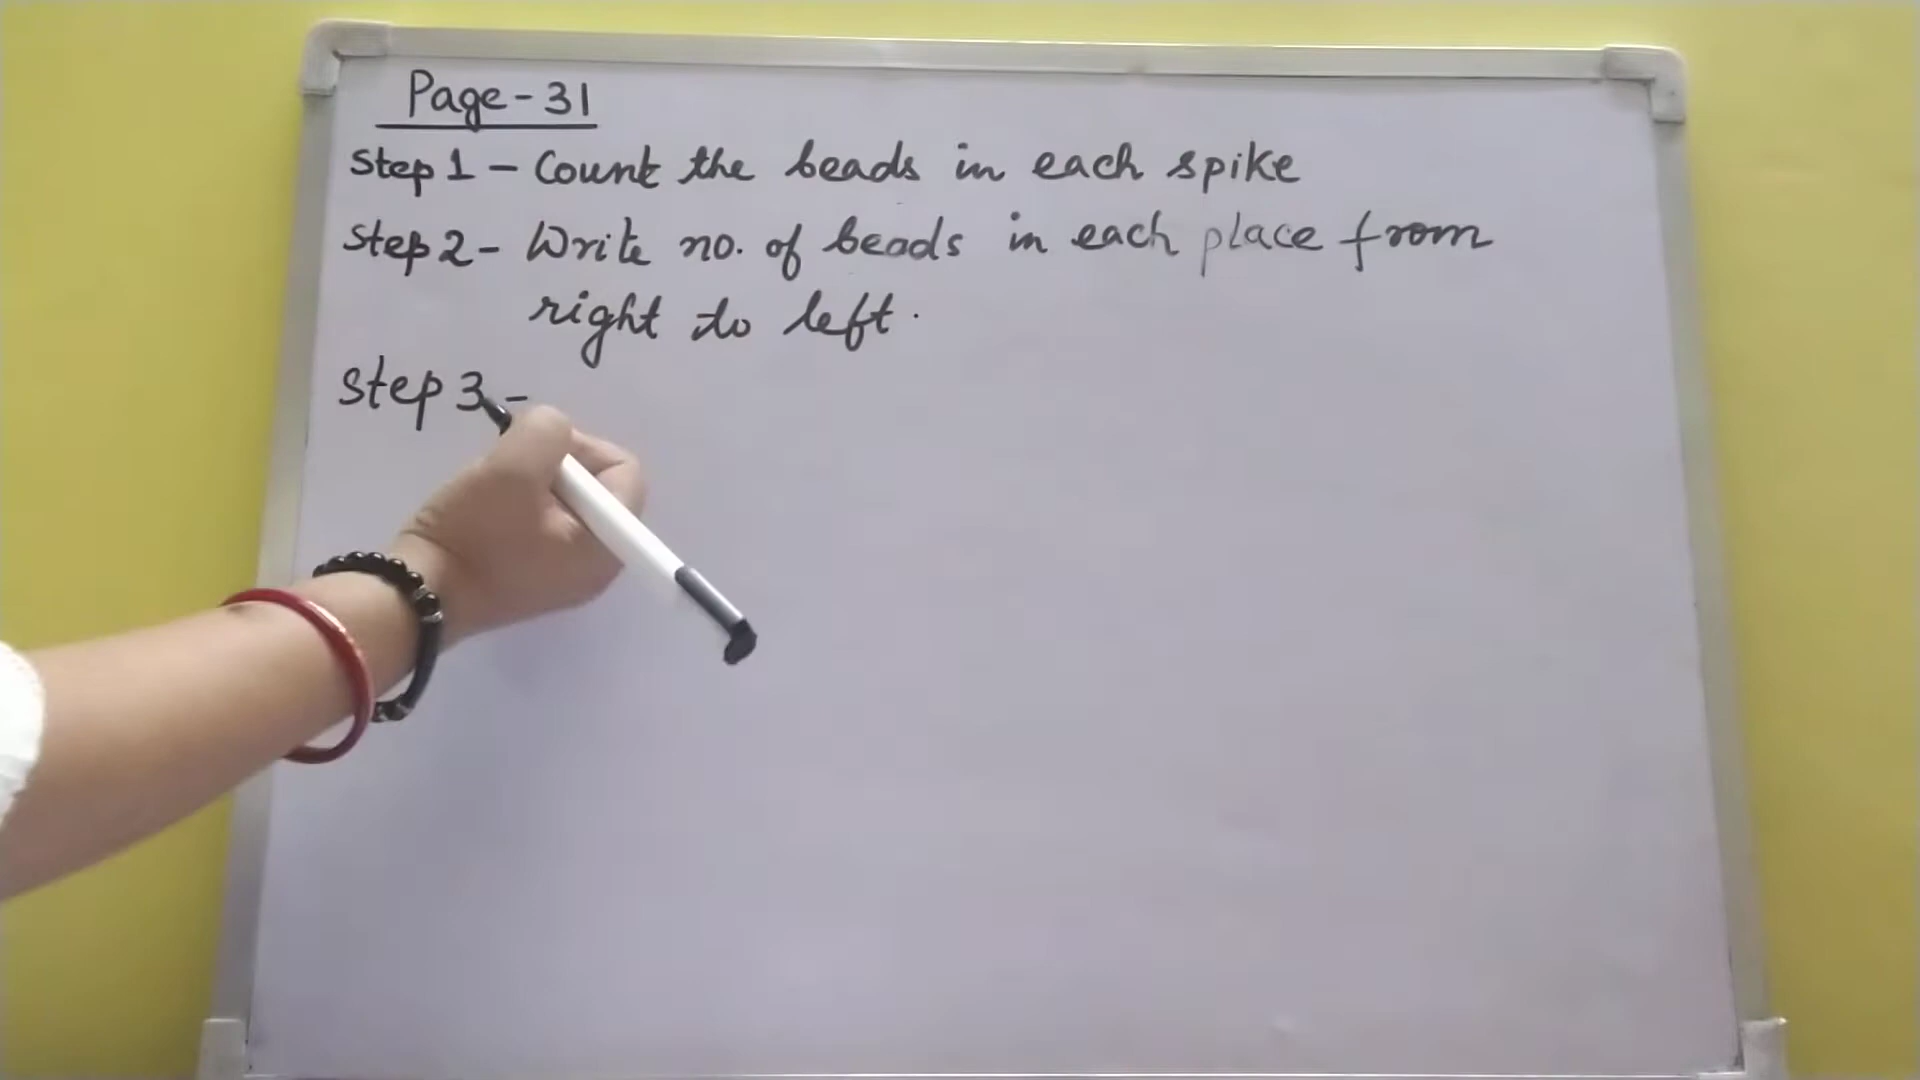 Page-31
Step 1 - Count the beads in each spike
Step 2 - Write no. of beads in each place from
right to left.
Step 3 -